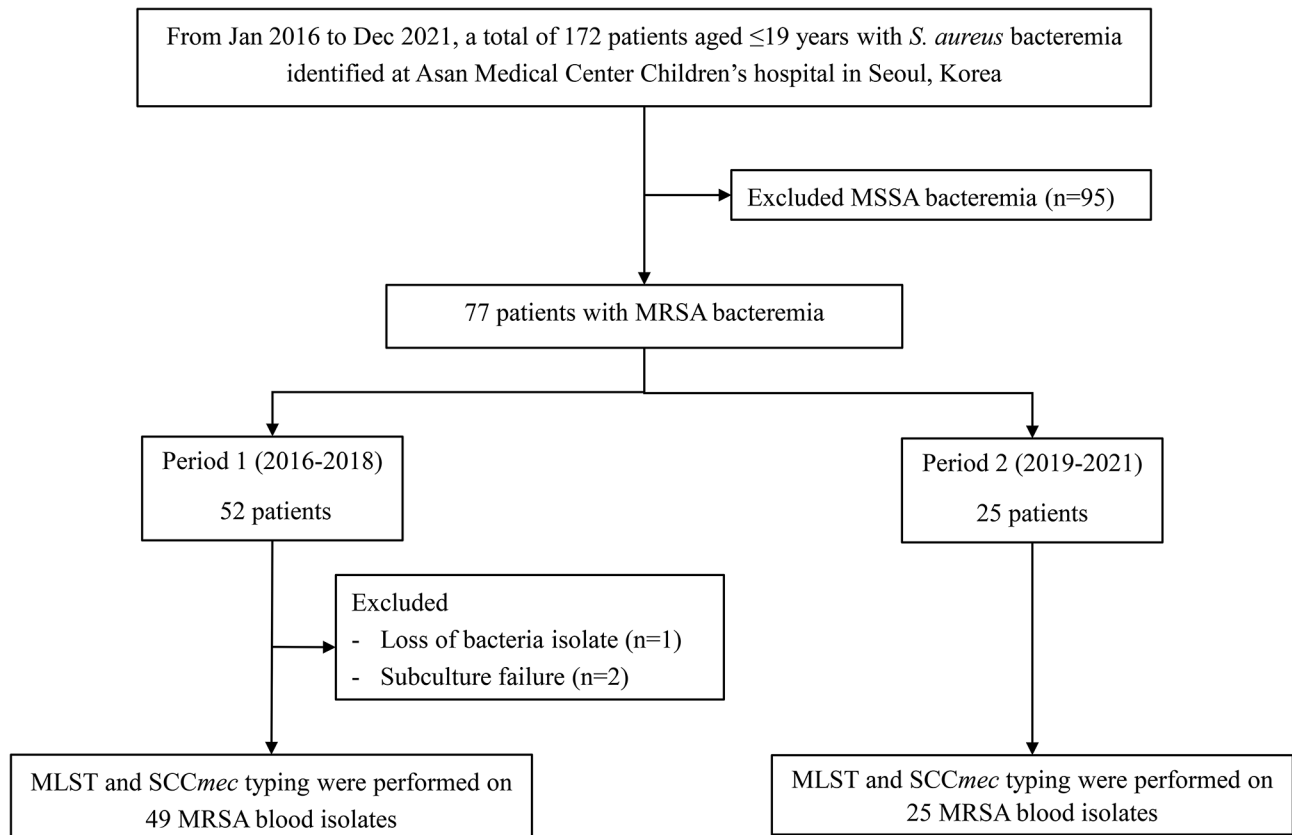 From Jan 2016 to Dec 2021, a total of 172 patients aged ≤19 years with S. aureus bacteremia
identified at Asan Medical Center Children’s hospital in Seoul, Korea
Excluded MSSA bacteremia (n=95)
77 patients with MRSA bacteremia
Period 1 (2016-2018)
52 patients
Period 2 (2019-2021)
25 patients
Excluded
- Loss of bacteria isolate (n=1)
- Subculture failure (n=2)
MLST and SCCmec typing were performed on
49 MRSA blood isolates
MLST and SCCmec typing were performed on
25 MRSA blood isolates